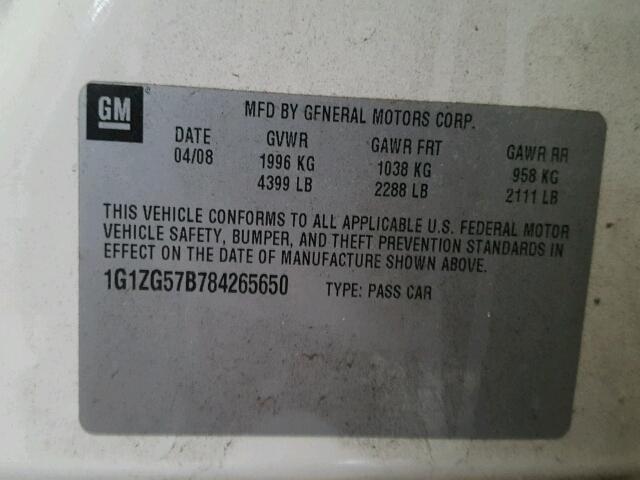 GM
MFD BY GENERAL MOTORS CORP.
DATE GVWR GAWR FRT GAWR RR
04/08 1996 KG 1038 KG 958 KG
4399 LB 2288 LB 2111 LB
THIS VEHICLE CONFORMS TO ALL APPLICABLE U.S. FEDERAL MOTOR
VEHICLE SAFETY, BUMPER, AND THEFT PREVENTION STANDARDS IN
EFFECT ON THE DATE OF MANUFACTURE SHOWN ABOVE.
1G1ZG57B784265650 TYPE: PASS CAR